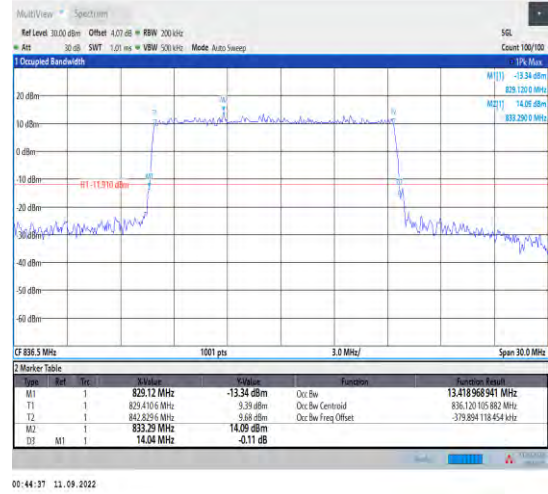 MultiView Spectrum
Ref Level 30.00 dBm Offset 4.07 dB RBW 200 kHz SGL
Att 30 dB SWT 1.01 ms VBW 500 kHz Mode Auto Sweep Count 100/100
1 Occupied Bandwidth 1Pk Max
M1[1] -13.34 dBm
829.120 0 MHz
M2[1] 14.09 dBm
833.290 0 MHz
20 dBm
10 dBm
0 dBm
-10 dBm
H1 -11.910 dBm
-20 dBm
-30 dBm
-40 dBm
-50 dBm
-60 dBm
CF 836.5 MHz 1001 pts 3.0 MHz/ Span 30.0 MHz
2 Marker Table
Type Ref Trc X-Value Y-Value Function Function Result
M1 1 829.12 MHz -13.34 dBm Occ Bw 13.418 968 941 MHz
T1 1 829.410 6 MHz 9.39 dBm Occ Bw Centroid 836.120 105 882 MHz
T2 1 842.829 6 MHz 9.68 dBm Occ Bw Freq Offset -379.894 118 454 kHz
M2 1 833.29 MHz 14.09 dBm
D3 M1 1 14.04 MHz -0.11 dB
00:44:37 11.09.2022